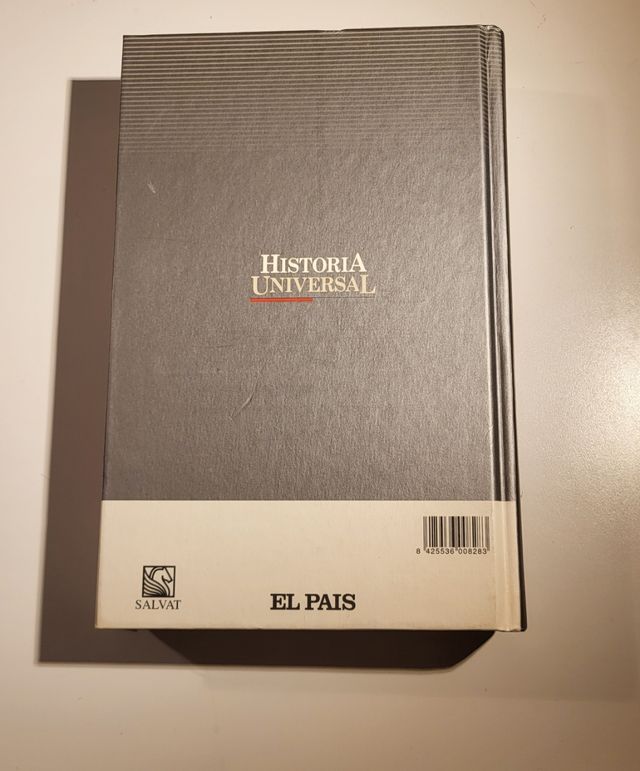 HISTORIA
UNIVERSAL
8 425536 008283
SALVAT
EL PAIS